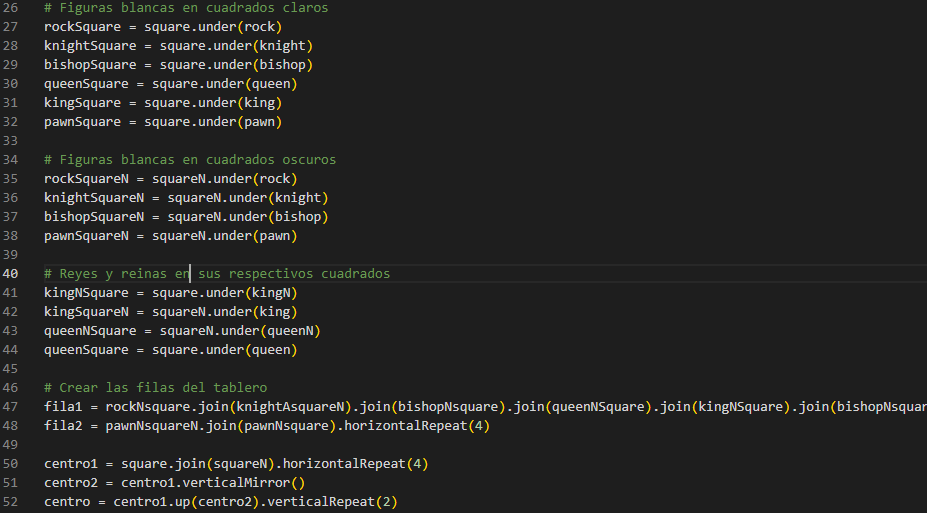 26 # Figuras blancas en cuadrados claros
27 rockSquare = square.under(rock)
28 knightSquare = square.under(knight)
29 bishopSquare = square.under(bishop)
30 queenSquare = square.under(queen)
31 kingSquare = square.under(king)
32 pawnSquare = square.under(pawn)
33
34 # Figuras blancas en cuadrados oscuros
35 rockSquareN = squareN.under(rock)
36 knightSquareN = squareN.under(knight)
37 bishopSquareN = squareN.under(bishop)
38 pawnSquareN = squareN.under(pawn)
39
40 # Reyes y reinas en sus respectivos cuadrados
41 kingNSquare = square.under(kingN)
42 kingSquareN = squareN.under(king)
43 queenNSquare = squareN.under(queenN)
44 queenSquare = square.under(queen)
45
46 # Crear las filas del tablero
47 fila1 = rockNsquare.join(knightAsquareN).join(bishopNsquare).join(queenNSquare).join(kingNSquare).join(bishopNsquar
48 fila2 = pawnNsquareN.join(pawnNsquare).horizontalRepeat(4)
49
50 centro1 = square.join(squareN).horizontalRepeat(4)
51 centro2 = centro1.verticalMirror()
52 centro = centro1.up(centro2).verticalRepeat(2)